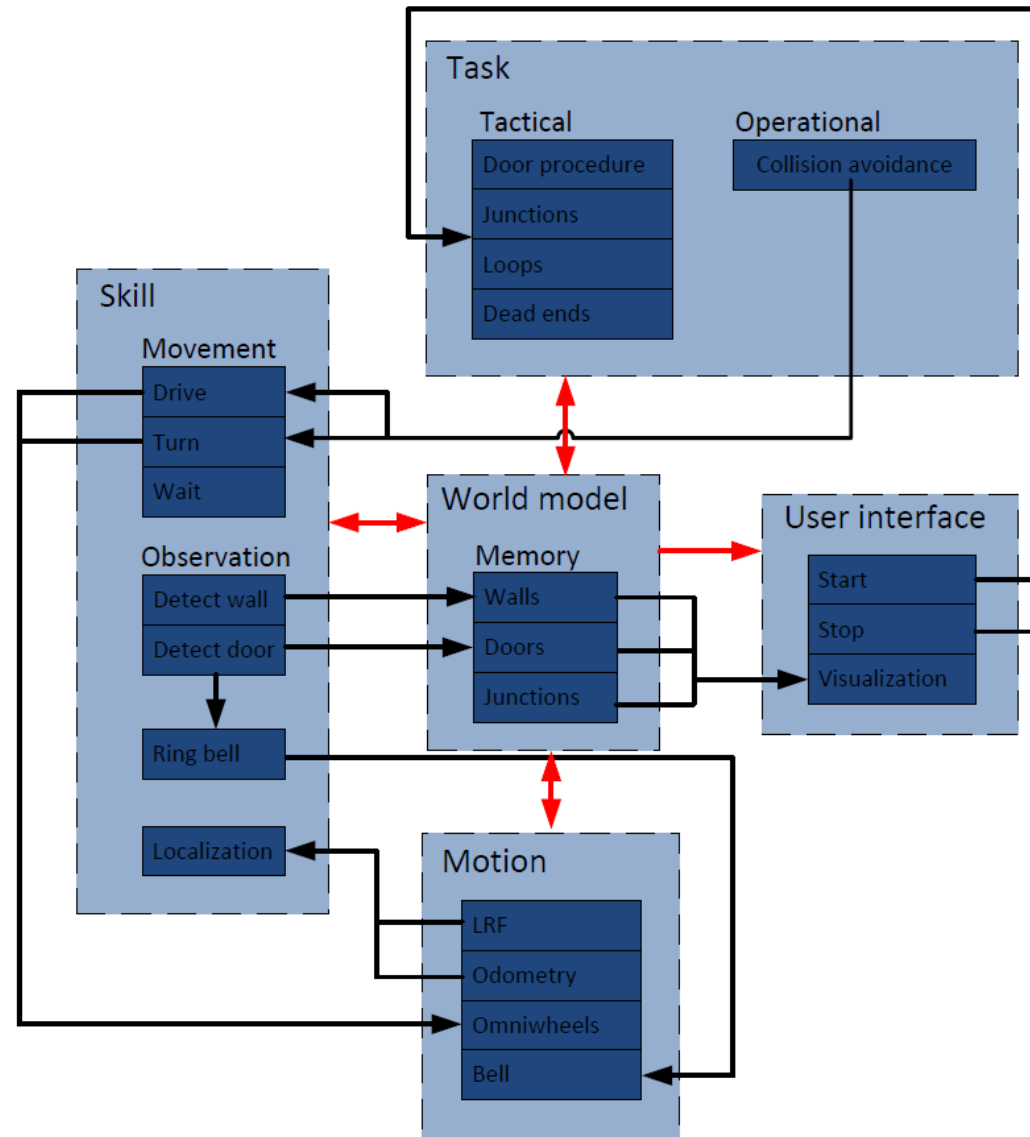 Task
Tactical
Operational
Door procedure
Collision avoidance
Junctions
Loops
Dead ends
Skill
Movement
Drive
Turn
Wait
Observation
Detect wall
Detect door
Ring bell
Localization
World model
Memory
Walls
Doors
Junctions
User interface
Start
Stop
Visualization
Motion
LRF
Odometry
Omniwheels
Bell